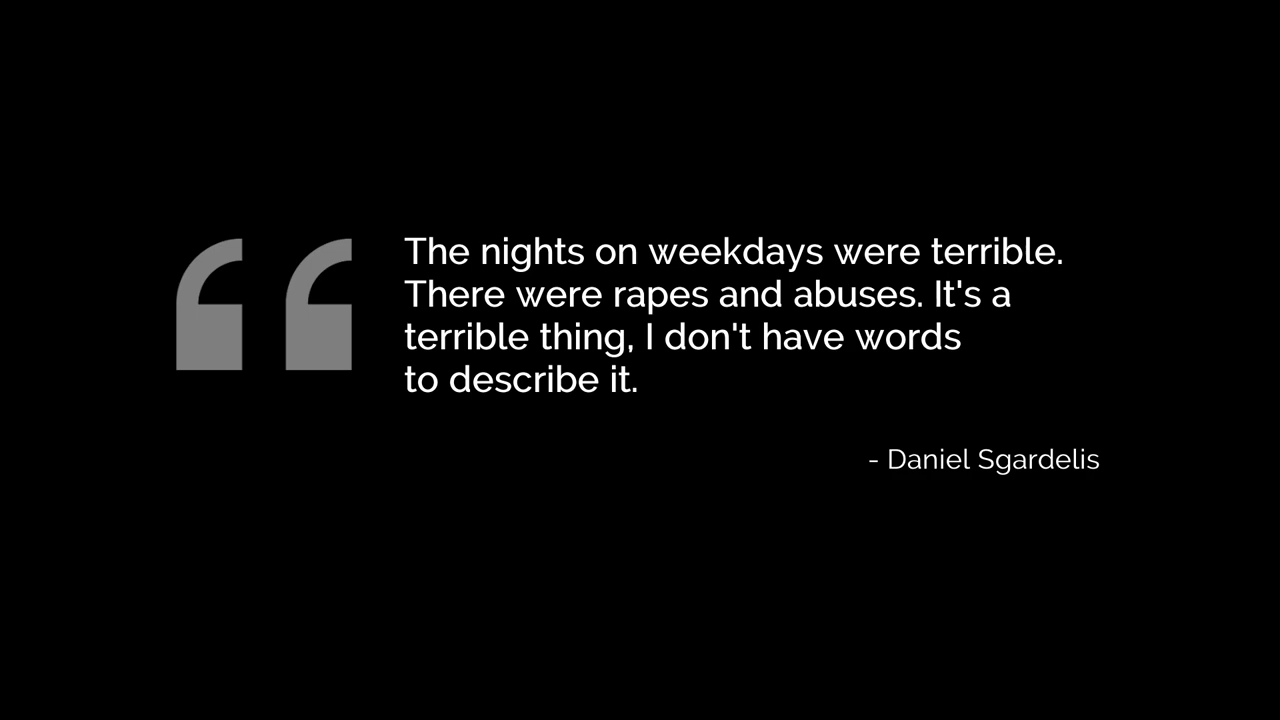 The nights on weekdays were terrible.
There were rapes and abuses. It's a
terrible thing, I don't have words
to describe it.
- Daniel Sgardelis